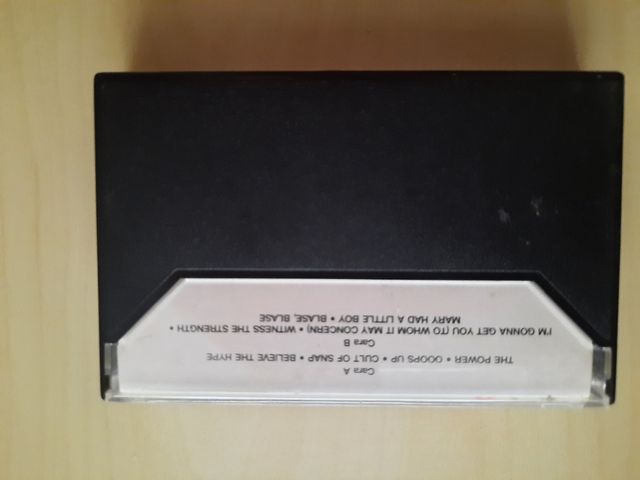 Cara A
THE POWER • OOOPS UP • CULT OF SNAP • BELIEVE THE HYPE
Cara B
I'M GONNA GET YOU (TO WHOM IT MAY CONCERN) • WITNESS THE STRENGTH •
MARY HAD A LITTLE BOY • BLASE, BLASE